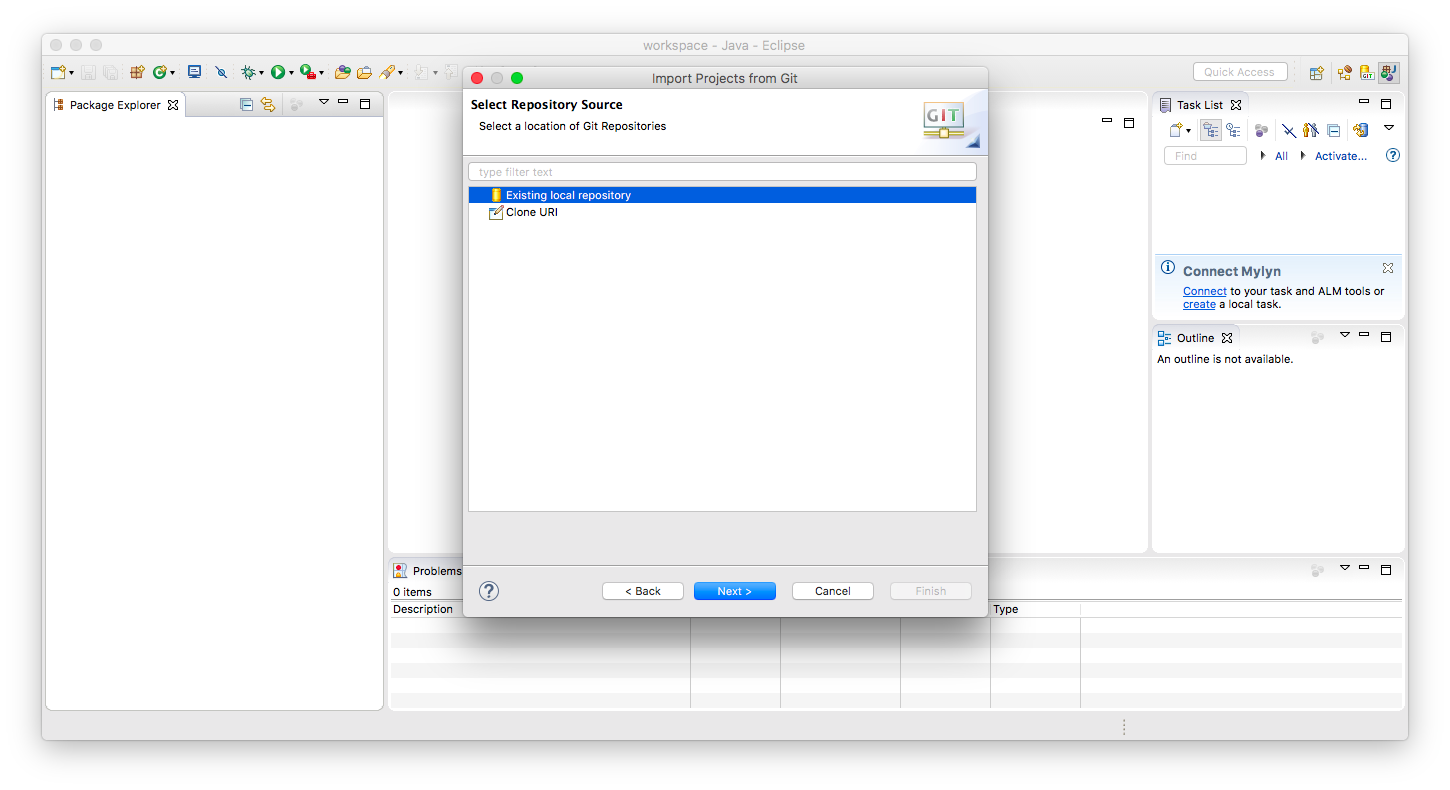 workspace - Java - Eclipse
Quick Access
GIT
Package Explorer
Import Projects from Git
Select Repository Source
Select a location of Git Repositories
GIT
type filter text
Existing local repository
Clone URI
< Back
Next >
Cancel
Finish
Task List
Find
All
Activate...
Connect Mylyn
Connect to your task and ALM tools or
create a local task.
Outline
An outline is not available.
Problems
0 items
Description
Type